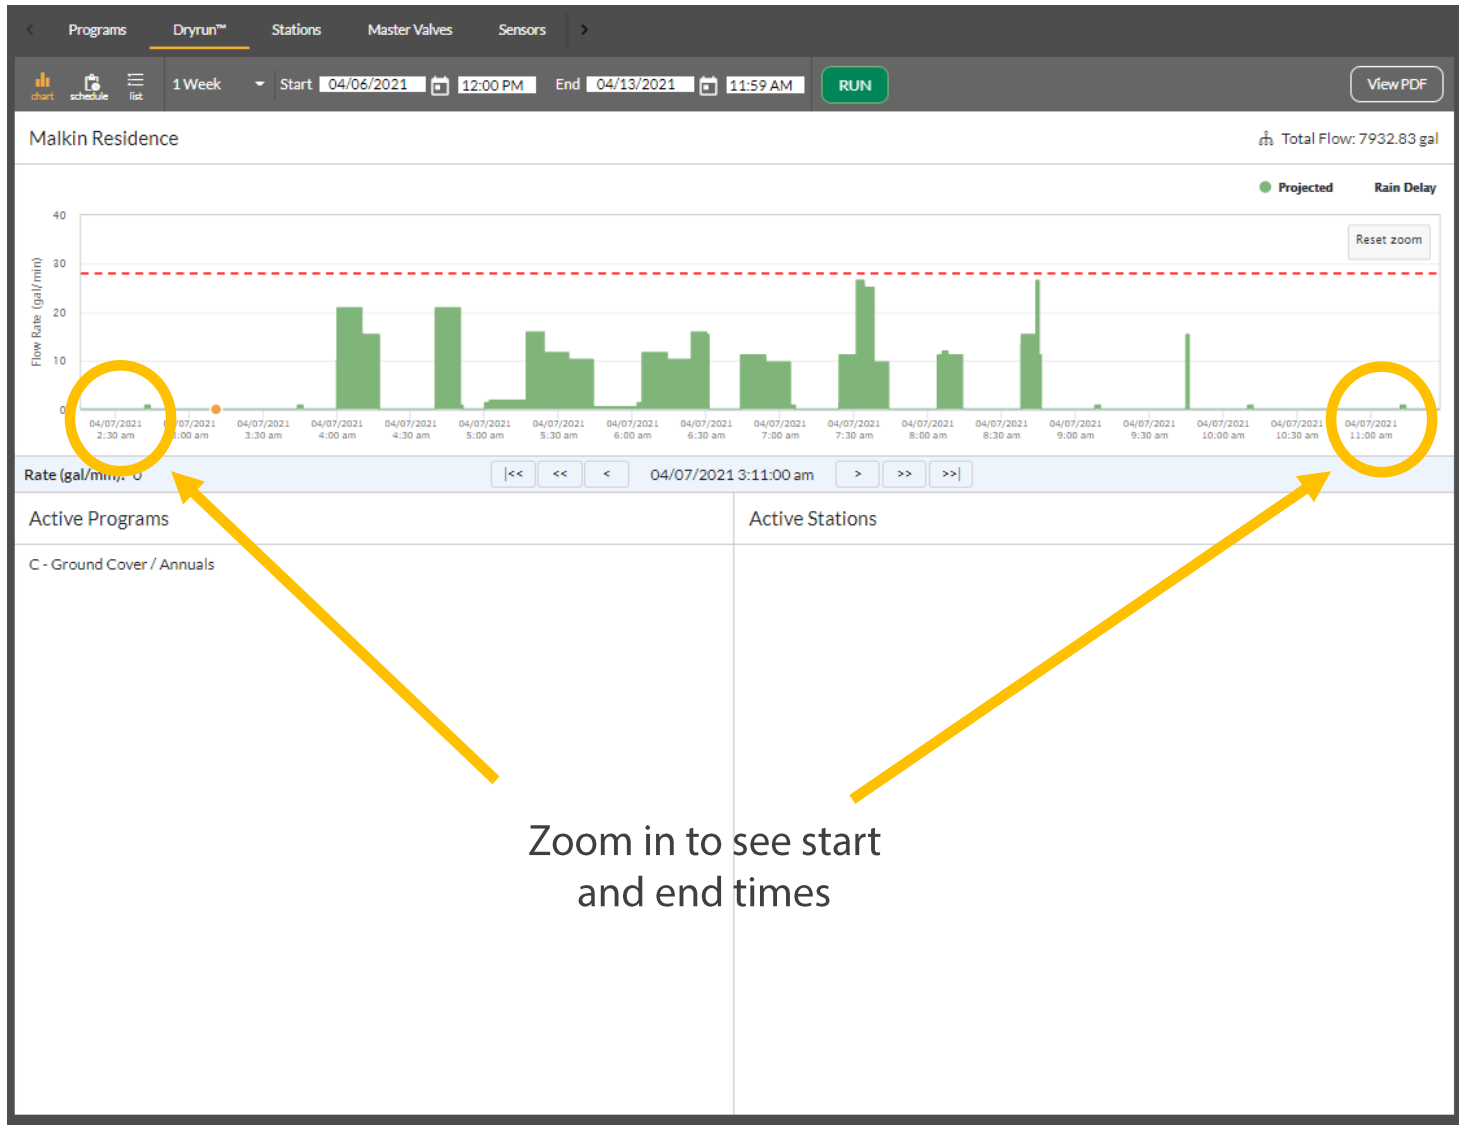 < Programs Dryrun™ Stations Master Valves Sensors >
chart schedule list 1 Week Start 04/06/2021 12:00 PM End 04/13/2021 11:59 AM RUN View PDF
Malkin Residence Total Flow: 7932.83 gal
Projected Rain Delay
Reset zoom
Flow Rate (gal/min)
40
30
20
10
0
04/07/2021 04/07/2021 04/07/2021 04/07/2021 04/07/2021 04/07/2021 04/07/2021 04/07/2021 04/07/2021 04/07/2021 04/07/2021 04/07/2021 04/07/2021 04/07/2021 04/07/2021 04/07/2021 04/07/2021 04/07/2021
2:30 am :00 am 3:30 am 4:00 am 4:30 am 5:00 am 5:30 am 6:00 am 6:30 am 7:00 am 7:30 am 8:00 am 8:30 am 9:00 am 9:30 am 10:00 am 10:30 am 11:00 am
Rate (gal/min): 0 |<< << < 04/07/2021 3:11:00 am > >> >>|
Active Programs Active Stations
C - Ground Cover / Annuals
Zoom in to see start
and end times